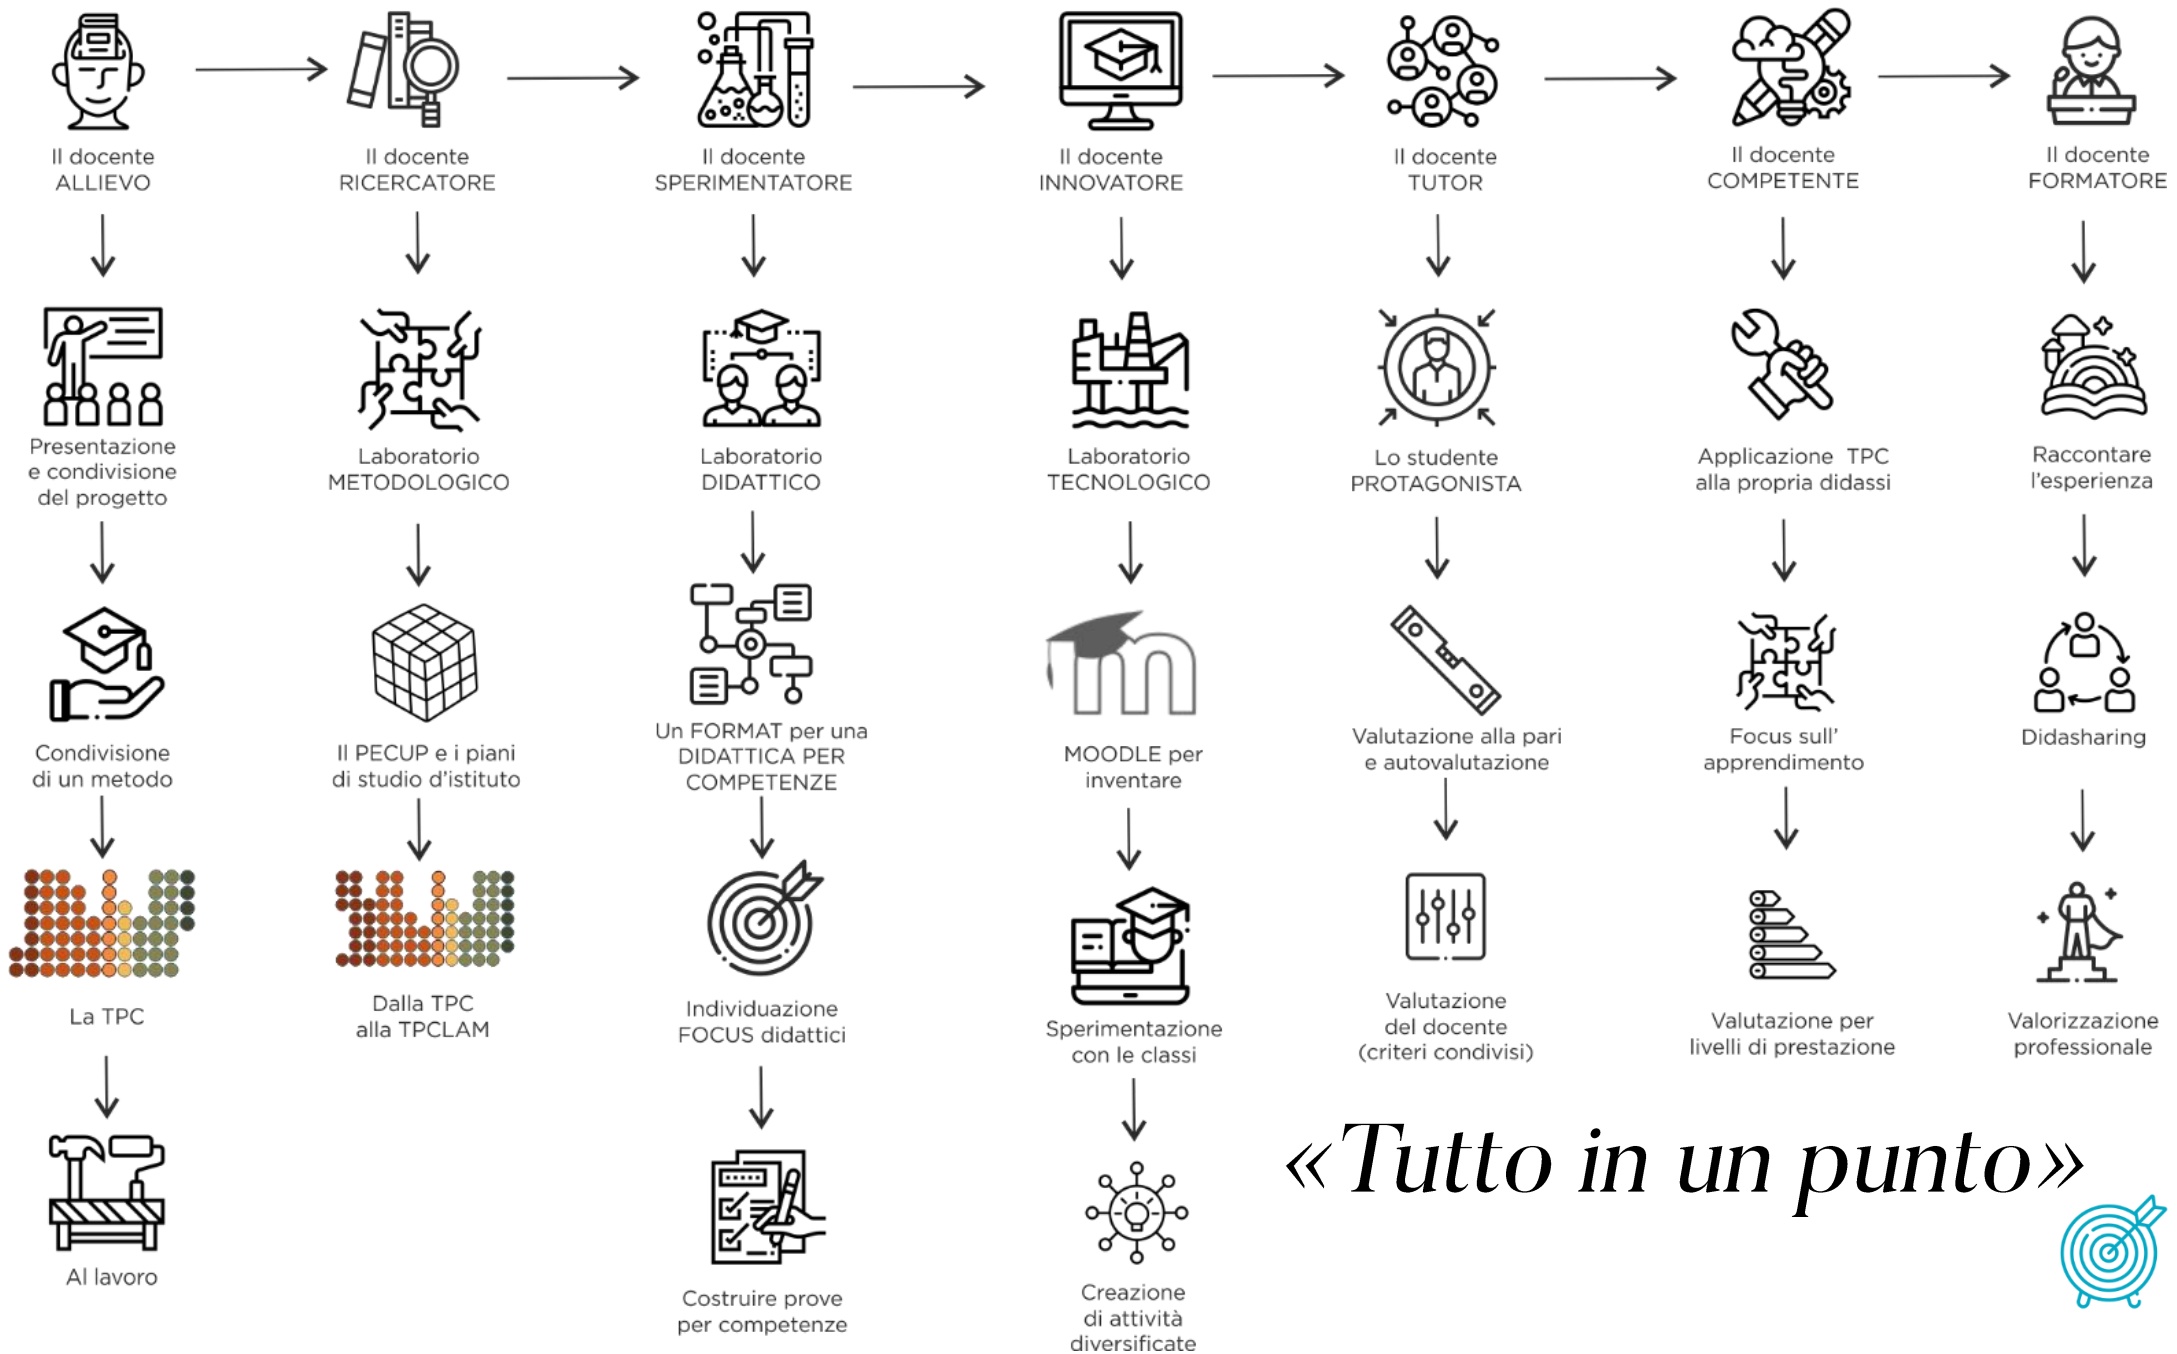 Il docente
ALLIEVO
Il docente
RICERCATORE
Il docente
SPERIMENTATORE
Il docente
INNOVATORE
Il docente
TUTOR
Il docente
COMPETENTE
Il docente
FORMATORE
Presentazione
e condivisione
del progetto
Laboratorio
METODOLOGICO
Laboratorio
DIDATTICO
Laboratorio
TECNOLOGICO
Lo studente
PROTAGONISTA
Applicazione TPC
alla propria didassi
Raccontare
l'esperienza
Condivisione
di un metodo
Il PECUP e i piani
di studio d'istituto
Un FORMAT per una
DIDATTICA PER
COMPETENZE
MOODLE per
inventare
Valutazione alla pari
e autovalutazione
Focus sull'
apprendimento
Didasharing
La TPC
Dalla TPC
alla TPCLAM
Individuazione
FOCUS didattici
Sperimentazione
con le classi
Valutazione
del docente
(criteri condivisi)
Valutazione per
livelli di prestazione
Valorizzazione
professionale
Al lavoro
Costruire prove
per competenze
Creazione
di attività
diversificate
«Tutto in un punto»